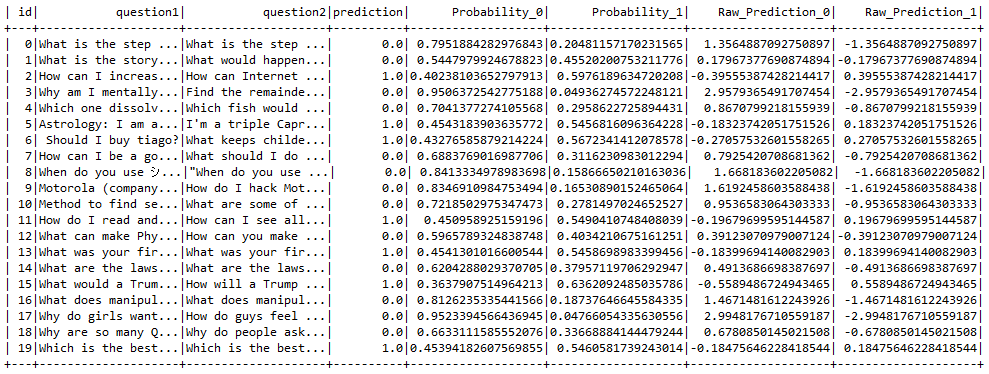 | id| question1| question2|prediction| Probability_0| Probability_1| Raw_Prediction_0| Raw_Prediction_1|
| 0|What is the step ...|What is the step ...| 0.0| 0.7951884282976843|0.20481157170231565| 1.3564887092750897| -1.3564887092750897|
| 1|What is the story...|What would happen...| 0.0| 0.5447979924678823|0.45520200753211776| 0.17967377690874894|-0.17967377690874894|
| 2|How can I increas...|How can Internet ...| 1.0|0.40238103652797913| 0.5976189634720208|-0.39555387428214417| 0.39555387428214417|
| 3|Why am I mentally...|Find the remainde...| 0.0| 0.9506372542775188|0.04936274572248121| 2.9579365491707454| -2.9579365491707454|
| 4|Which one dissolv...|Which fish would ...| 0.0| 0.7041377274105568| 0.2958622725894431| 0.8670799218155939| -0.8670799218155939|
| 5|Astrology: I am a...|I'm a triple Capr...| 1.0| 0.4543183903635772| 0.5456816096364228|-0.18323742051751526| 0.18323742051751526|
| 6| Should I buy tiago?|What keeps childe...| 1.0|0.43276585879214224| 0.5672341412078578|-0.27057532601558265| 0.27057532601558265|
| 7|How can I be a go...|What should I do ...| 0.0| 0.6883769016987706| 0.3116230983012294| 0.7925420708681362| -0.7925420708681362|
| 8|When do you use シ...|"When do you use ...| 0.0| 0.8413334978983698|0.15866650210163036| 1.668183602205082| -1.668183602205082|
| 9|Motorola (company...|How do I hack Mot...| 0.0| 0.8346910984753494|0.16530890152465064| 1.6192458603588438| -1.6192458603588438|
| 10|Method to find se...|What are some of ...| 0.0| 0.7218502975347473| 0.2781497024652527| 0.9536583064303333| -0.9536583064303333|
| 11|How do I read and...|How can I see all...| 1.0| 0.450958925159196| 0.5490410748408039|-0.19679699595144587| 0.19679699595144587|
| 12|What can make Phy...|How can you make ...| 0.0| 0.5965789324838748| 0.4034210675161251| 0.39123070979007124|-0.39123070979007124|
| 13|What was your fir...|What was your fir...| 1.0| 0.4541301016600544| 0.5458698983399456|-0.18399694140082903| 0.18399694140082903|
| 14|What are the laws...|What are the laws...| 0.0| 0.6204288029370705|0.37957119706292947| 0.4913686698387697| -0.4913686698387697|
| 15|What would a Trum...|How will a Trump ...| 1.0| 0.3637907514964213| 0.6362092485035786| -0.5589486724943465| 0.5589486724943465|
| 16|What does manipul...|What does manipul...| 0.0| 0.8126235335441566|0.18737646645584335| 1.4671481612243926| -1.4671481612243926|
| 17|Why do girls want...|How do guys feel ...| 0.0| 0.9523394566436945|0.04766054335630556| 2.9948176710559187| -2.9948176710559187|
| 18|Why are so many Q...|Why do people ask...| 0.0| 0.6633111585552076|0.33668884144479244| 0.6780850145021508| -0.6780850145021508|
| 19|Which is the best...|Which is the best...| 1.0|0.45394182607569855| 0.5460581739243014|-0.18475646228418544| 0.18475646228418544|